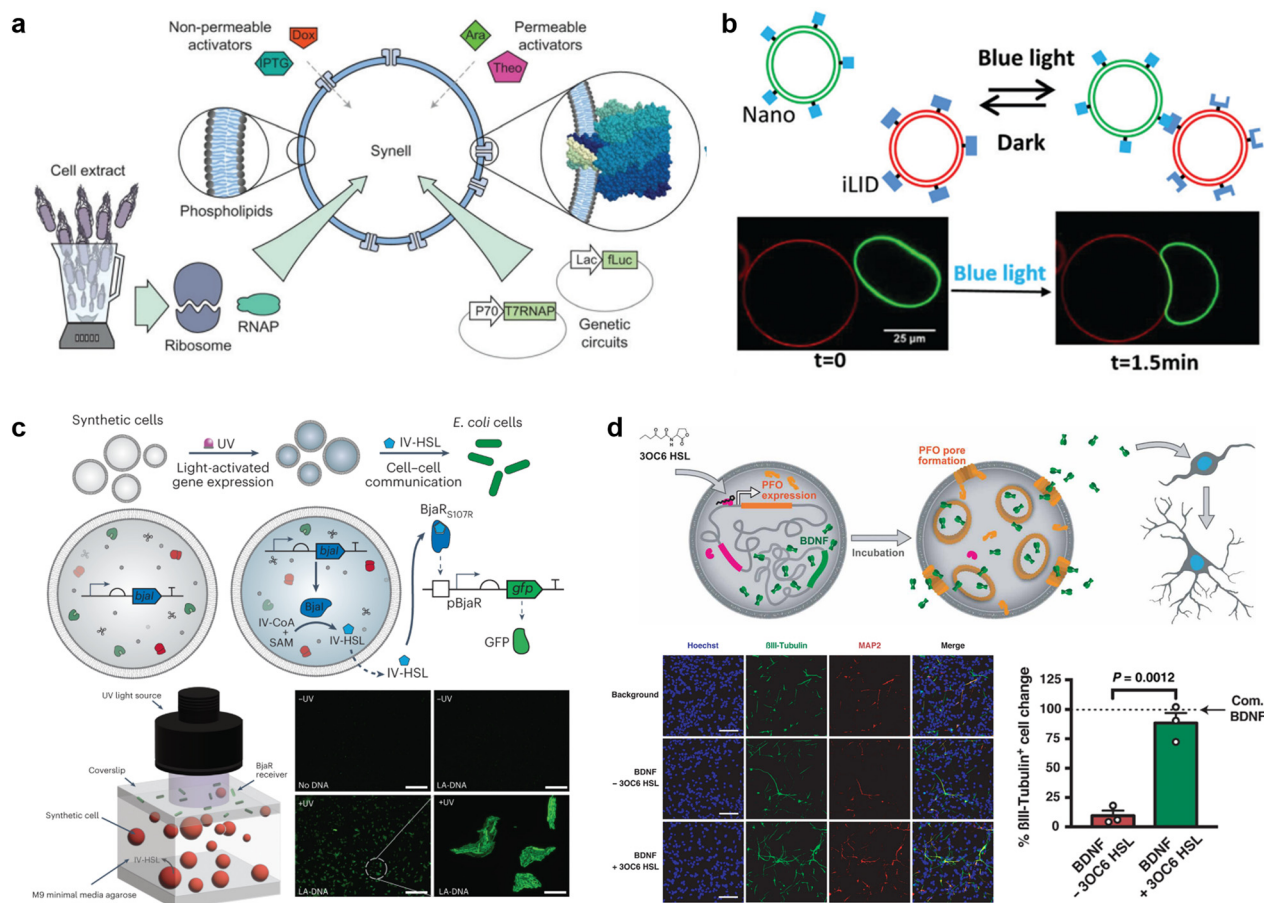 a
Non-permeable
activators
Dox
IPTG
Ara
Permeable
activators
Theo
Synell
Phospholipids
Cell extract
Ribosome
RNAP
Lac
fLuc
P70
T7RNAP
Genetic
circuits
b
Nano
iLID
Blue light
Dark
25 µm
Blue light
t=0
t=1.5min
c
Synthetic cells
UV
Light-activated
gene expression
IV-HSL
Cell–cell
communication
E. coli cells
bjaI
bjaI
BjaI
IV-CoA
+
SAM
IV-HSL
IV-HSL
BjaR S107R
pBjaR
gfp
GFP
UV light source
Coverslip
BjaR
receiver
Synthetic cell
IV-HSL
M9 minimal media agarose
–UV
No DNA
–UV
LA-DNA
+UV
LA-DNA
+UV
LA-DNA
d
3OC6 HSL
PFO
expression
BDNF
Incubation
PFO pore
formation
Hoechst
ßIII-Tubulin
MAP2
Merge
Background
BDNF
– 3OC6 HSL
BDNF
+ 3OC6 HSL
P = 0.0012
Com.
BDNF
% ßIII-Tubulin+ cell change
100
75
50
25
0
BDNF
– 3OC6 HSL
BDNF
+ 3OC6 HSL